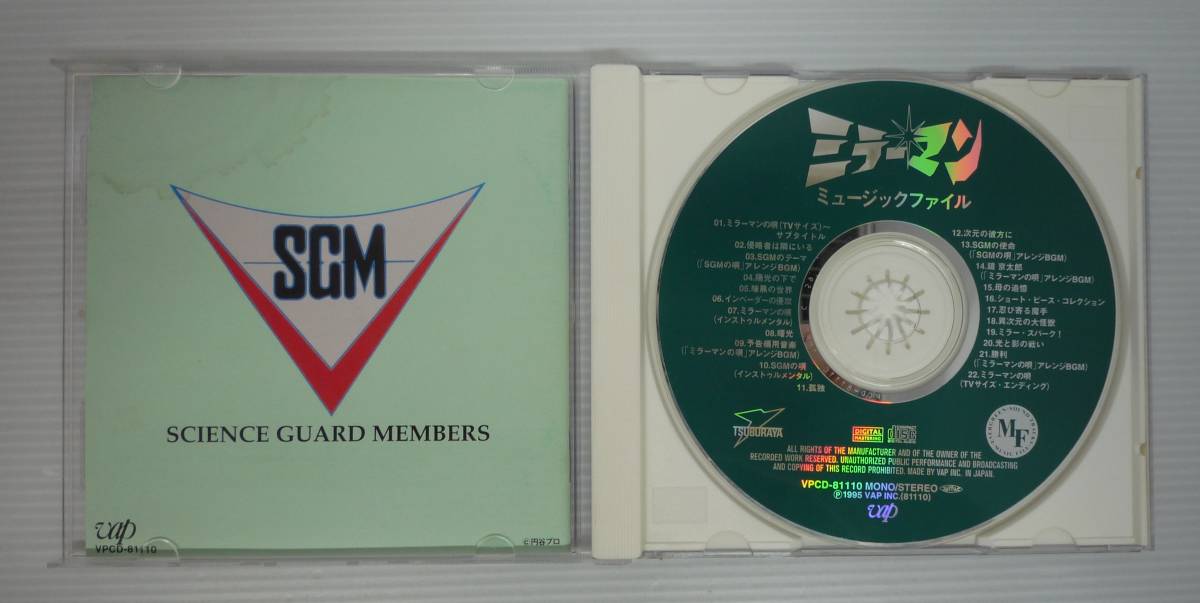 SGM
SCIENCE GUARD MEMBERS
vap
VPCD-81110
©円谷プロ
ミラーマン
ミュージックファイル
01.ミラーマンの唄(TVサイズ)〜
サブタイトル
02.侵略者は闇にいる
03.SGMのテーマ
(「SGMの唄」アレンジBGM)
04.陽光の下で
05.暗黒の世界
06.インベーダーの侵攻
07.ミラーマンの唄
(インストゥルメンタル)
08.曙光
09.予告編用音楽
(「ミラーマンの唄」アレンジBGM)
10.SGMの唄
(インストゥルメンタル)
11.孤独
12.次元の彼方に
13.SGMの使命
(「SGMの唄」アレンジBGM)
14.鏡 京太郎
(「ミラーマンの唄」アレンジBGM)
15.母の追憶
16.ショート・ピース・コレクション
17.忍び寄る魔手
18.異次元の大怪獣
19.ミラー・スパーク!
20.光と影の戦い
21.勝利
(「ミラーマンの唄」アレンジBGM)
22.ミラーマンの唄
(TVサイズ・エンディング)
TSUBURAYA
DIGITAL
MASTERING
COMPACT
disc
DIGITAL AUDIO
EVERGREEN SOUND TRACK
MF
MUSIC FILE
ALL RIGHTS OF THE MANUFACTURER AND OF THE OWNER OF THE
RECORDED WORK RESERVED. UNAUTHORIZED PUBLIC PERFORMANCE AND BROADCASTING
AND COPYING OF THIS RECORD PROHIBITED. MADE BY VAP INC. IN JAPAN.
VPCD-81110 MONO/STEREO
℗1995 VAP INC.(81110)
vap